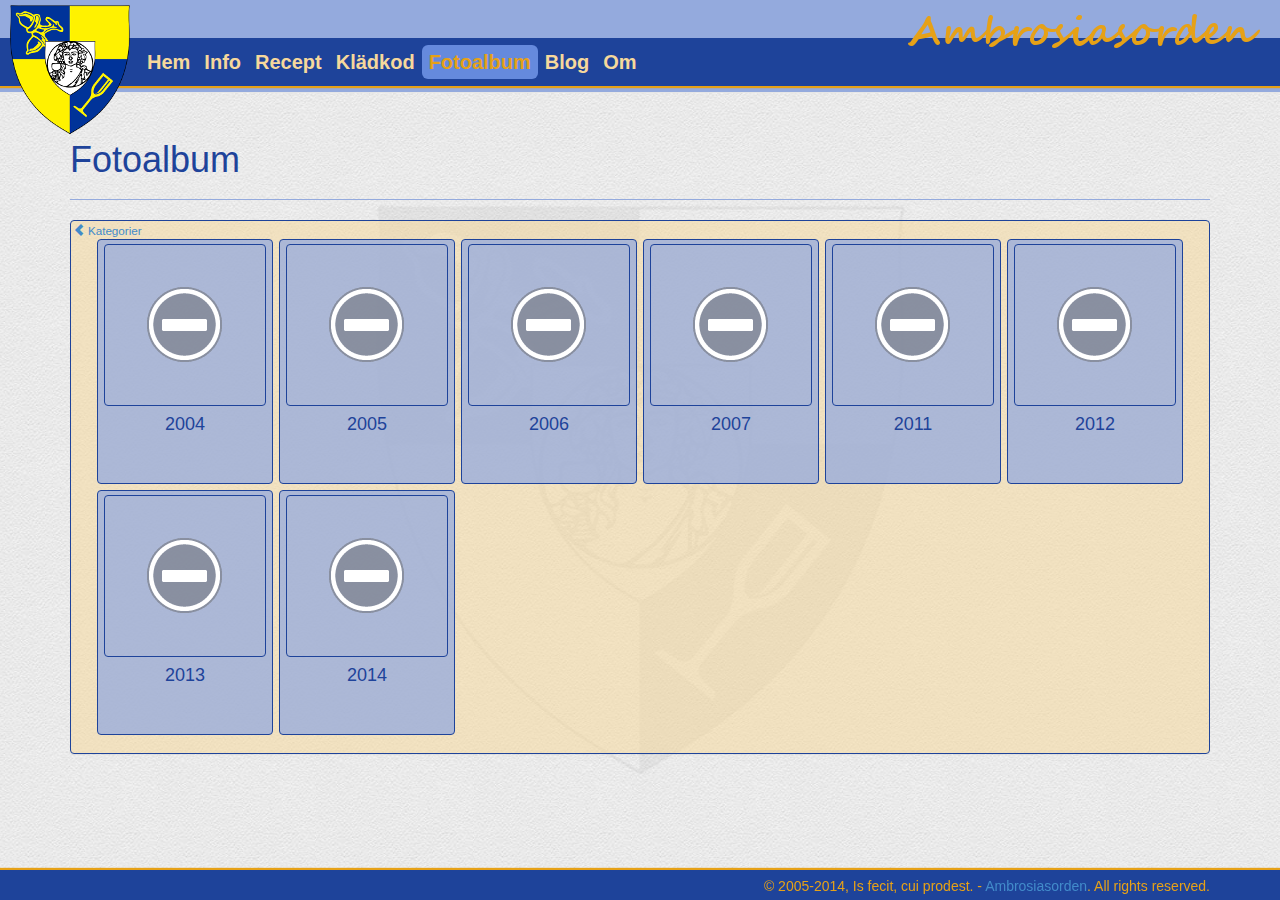 Ambrosiasorden
Hem Info Recept Klädkod Fotoalbum Blog Om
Fotoalbum
Kategorier
2004 2005 2006 2007 2011 2012
2013 2014
© 2005-2014, Is fecit, cui prodest. - Ambrosiasorden. All rights reserved.